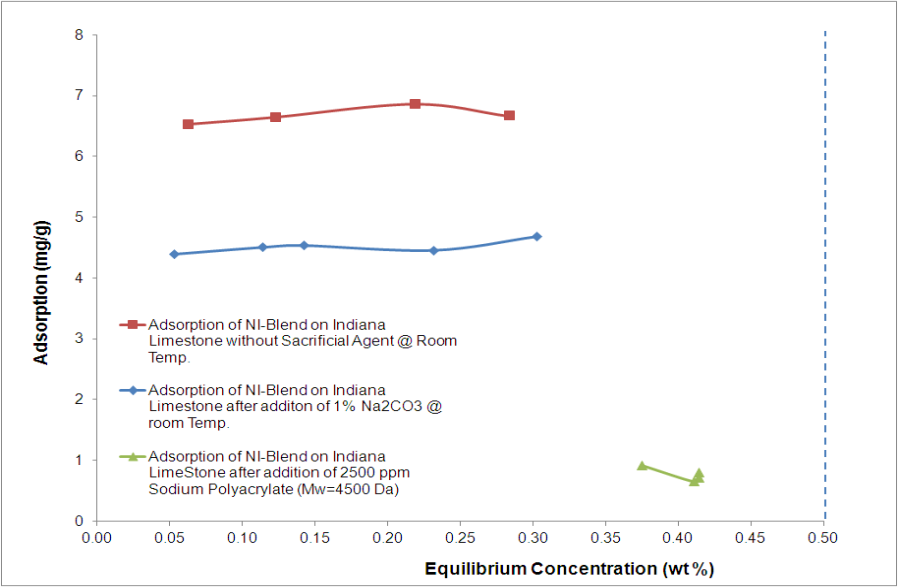 8
7
6
5
4
3
2
1
0
Adsorption (mg/g)
Adsorption of NI-Blend on Indiana
Limestone without Sacrificial Agent @ Room
Temp.
Adsorption of NI-Blend on Indiana
Limestone after additon of 1% Na2CO3 @
room Temp.
Adsorption of NI-Blend on Indiana
LimeStone after addition of 2500 ppm
Sodium Polyacrylate (Mw=4500 Da)
0.00 0.05 0.10 0.15 0.20 0.25 0.30 0.35 0.40 0.45 0.50
Equilibrium Concentration (wt%)